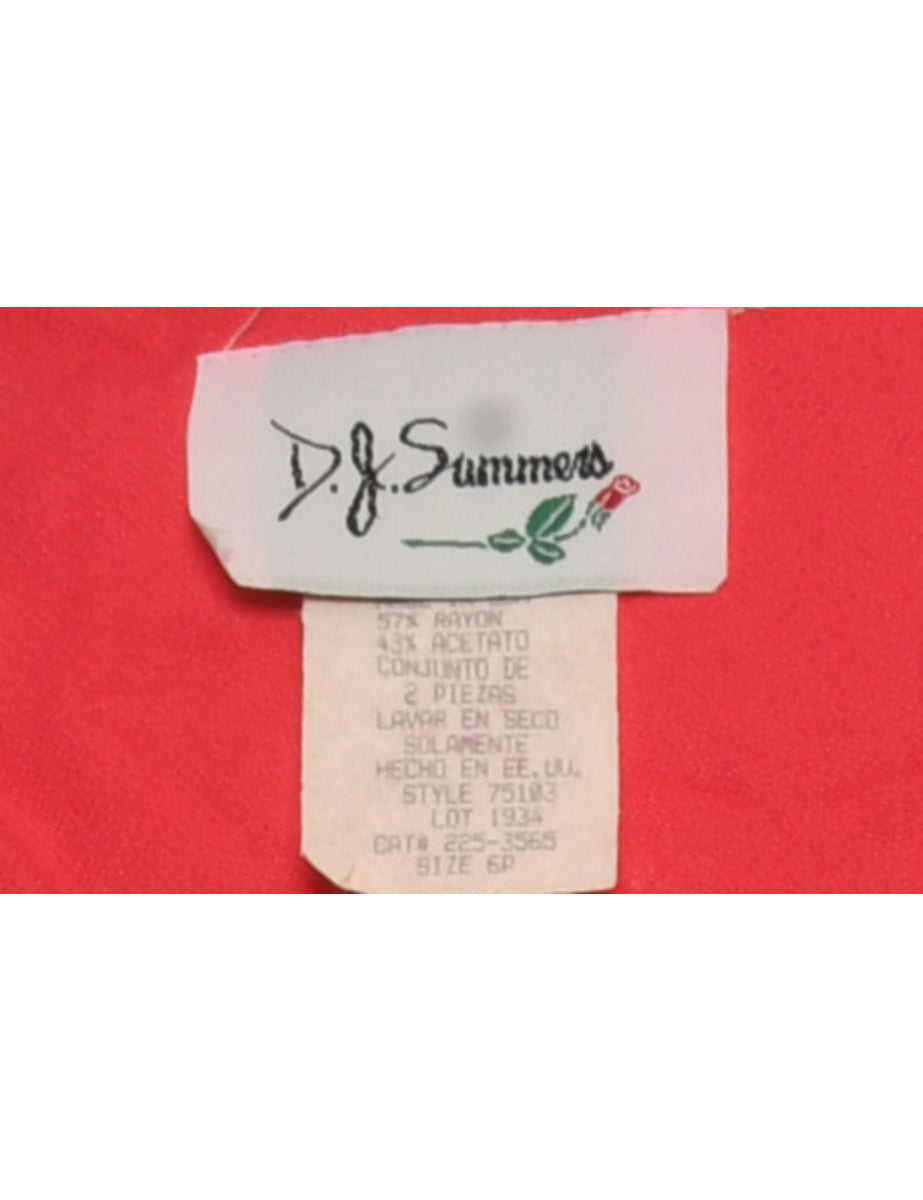 D.J. Summers
57% RAYON
43% ACETATO
CONJUNTO DE
2 PIEZAS
LAVAR EN SECO
SOLAMENTE
HECHO EN EE.UU.
STYLE 75103
LOT 1934
CAT# 225-3565
SIZE 6P